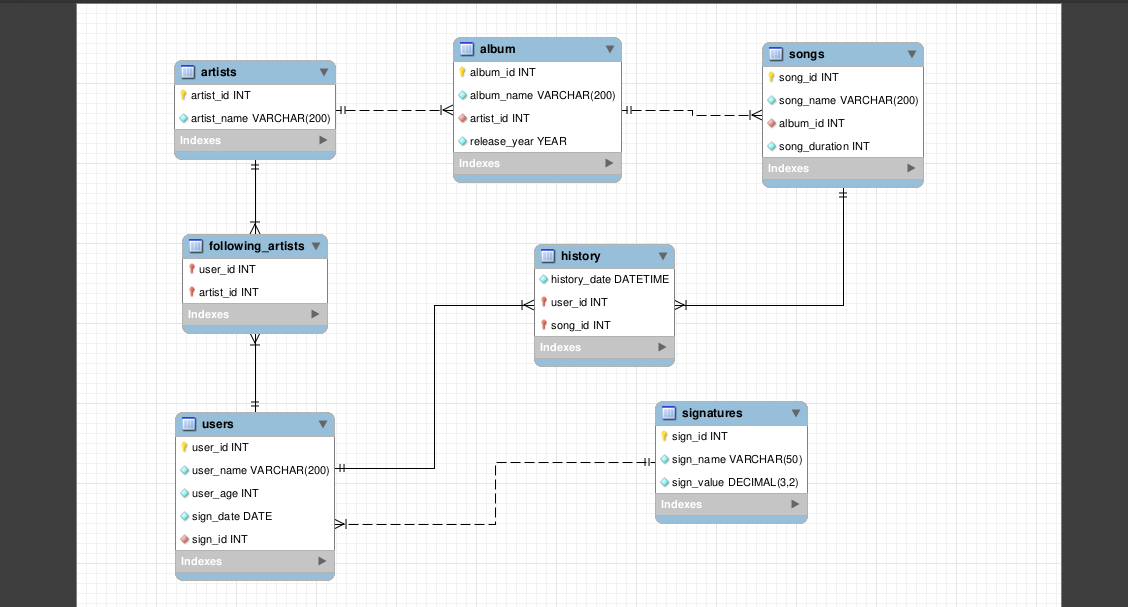 artists
artist_id INT
artist_name VARCHAR(200)
Indexes
album
album_id INT
album_name VARCHAR(200)
artist_id INT
release_year YEAR
Indexes
songs
song_id INT
song_name VARCHAR(200)
album_id INT
song_duration INT
Indexes
following_artists
user_id INT
artist_id INT
Indexes
history
history_date DATETIME
user_id INT
song_id INT
Indexes
users
user_id INT
user_name VARCHAR(200)
user_age INT
sign_date DATE
sign_id INT
Indexes
signatures
sign_id INT
sign_name VARCHAR(50)
sign_value DECIMAL(3,2)
Indexes